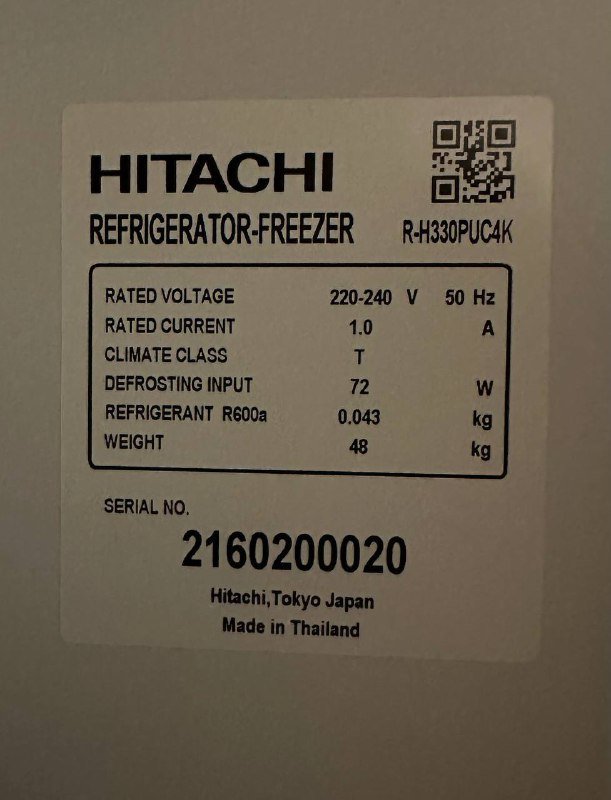 HITACHI
REFRIGERATOR-FREEZER R-H330PUC4K
RATED VOLTAGE 220-240 V 50 Hz
RATED CURRENT 1.0 A
CLIMATE CLASS T
DEFROSTING INPUT 72 W
REFRIGERANT R600a 0.043 kg
WEIGHT 48 kg
SERIAL NO.
2160200020
Hitachi,Tokyo Japan
Made in Thailand